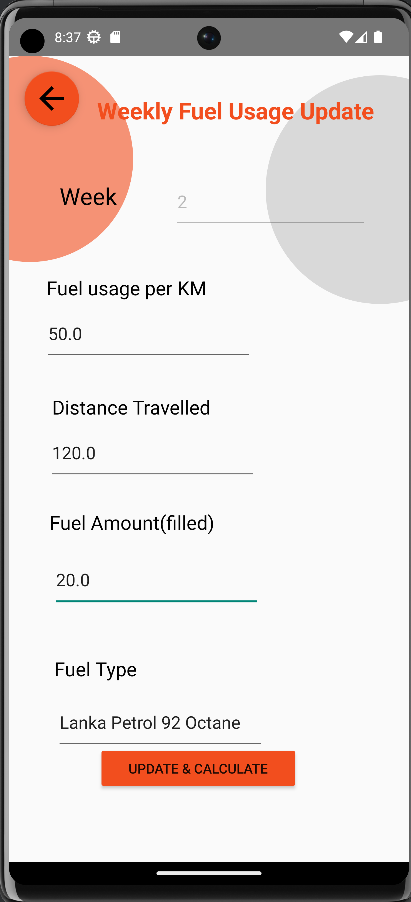 8:37
Weekly Fuel Usage Update
Week
2
Fuel usage per KM
50.0
Distance Travelled
120.0
Fuel Amount(filled)
20.0
Fuel Type
Lanka Petrol 92 Octane
UPDATE & CALCULATE